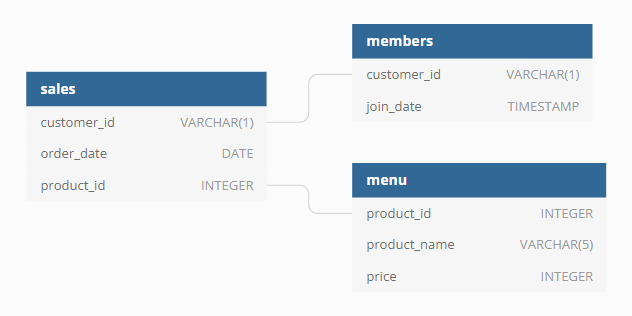 sales
customer_id VARCHAR(1)
order_date DATE
product_id INTEGER
members
customer_id VARCHAR(1)
join_date TIMESTAMP
menu
product_id INTEGER
product_name VARCHAR(5)
price INTEGER